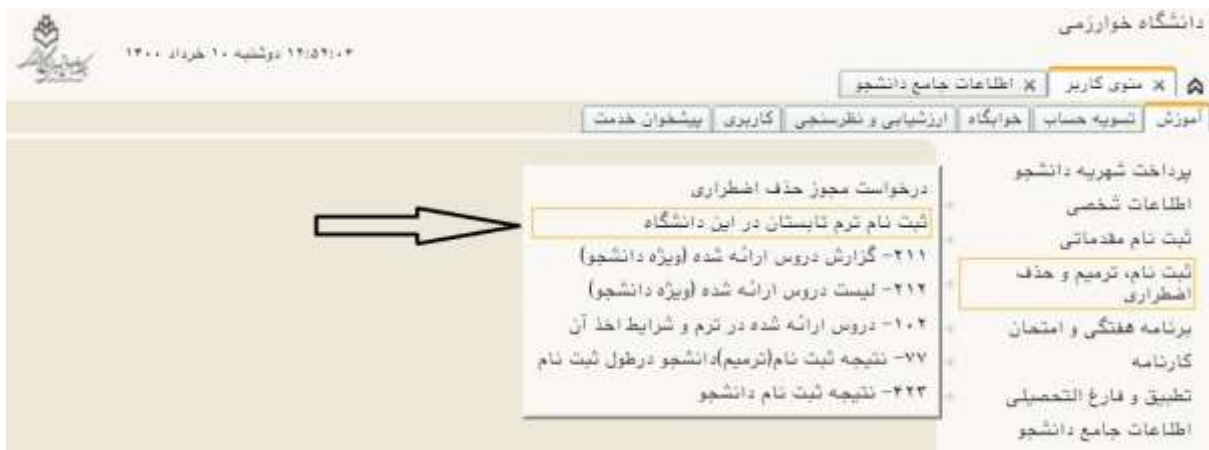 دانشگاه خوارزمی
دوشنبه ۱۰ خرداد ۱۴۰۰
منوی کاربر
اطلاعات جامع دانشجو
آموزش
تسویه حساب
خوابگاه
ارزشیابی و نظرسنجی
کاربری
پیشخوان خدمت
پرداخت شهریه دانشجو
اطلاعات شخصی
ثبت نام مقدماتی
ثبت نام، ترمیم و حذف
اضطراری
برنامه هفتگی و امتحان
کارنامه
تطبیق و فارغ التحصیلی
اطلاعات جامع دانشجو
درخواست مجوز حذف اضطراری
ثبت نام ترم تابستان در این دانشگاه
۲۱۱- گزارش دروس ارائه شده (ویژه دانشجو)
۲۱۲- لیست دروس ارائه شده (ویژه دانشجو)
۱۰۲- دروس ارائه شده در ترم و شرایط اخذ آن
۷۷- نتیجه ثبت نام(ترمیم)دانشجو درطول ثبت نام
۴۲۳- نتیجه ثبت نام دانشجو